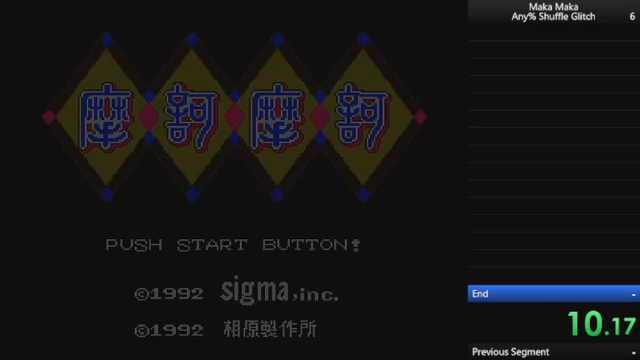 摩訶摩訶
PUSH START BUTTON!
©1992 sigma,inc.
©1992 相原製作所
Maka Maka
Any% Shuffle Glitch 6
End -
10.17
Previous Segment -